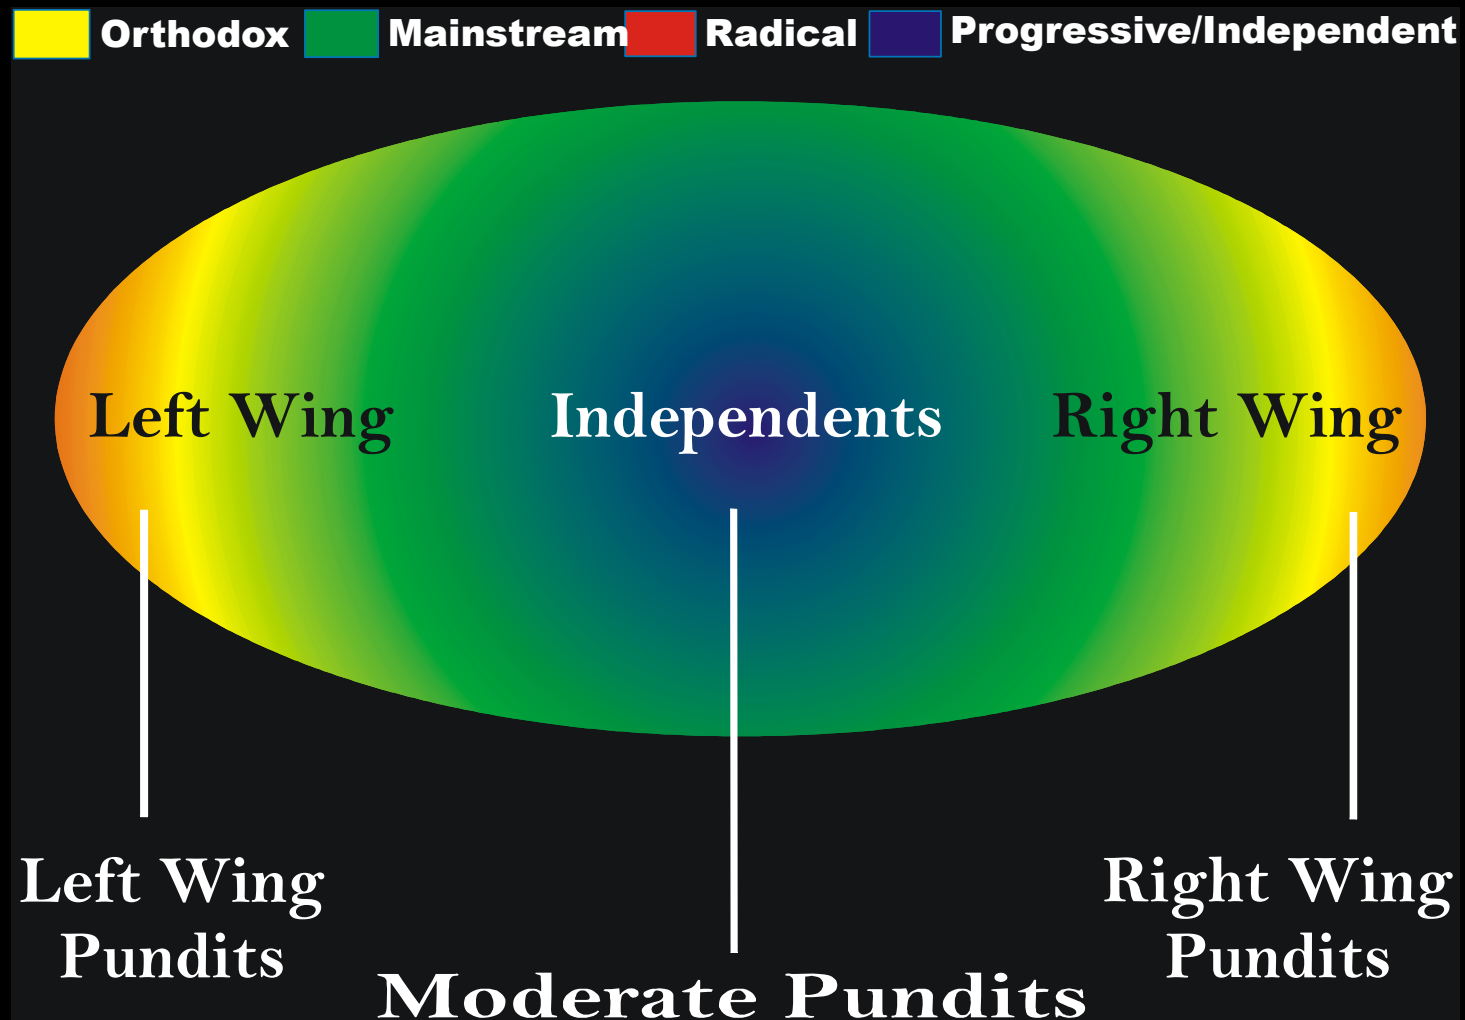 Orthodox Mainstream Radical Progressive/Independent
Left Wing Independents Right Wing
Left Wing
Pundits
Moderate Pundits
Right Wing
Pundits